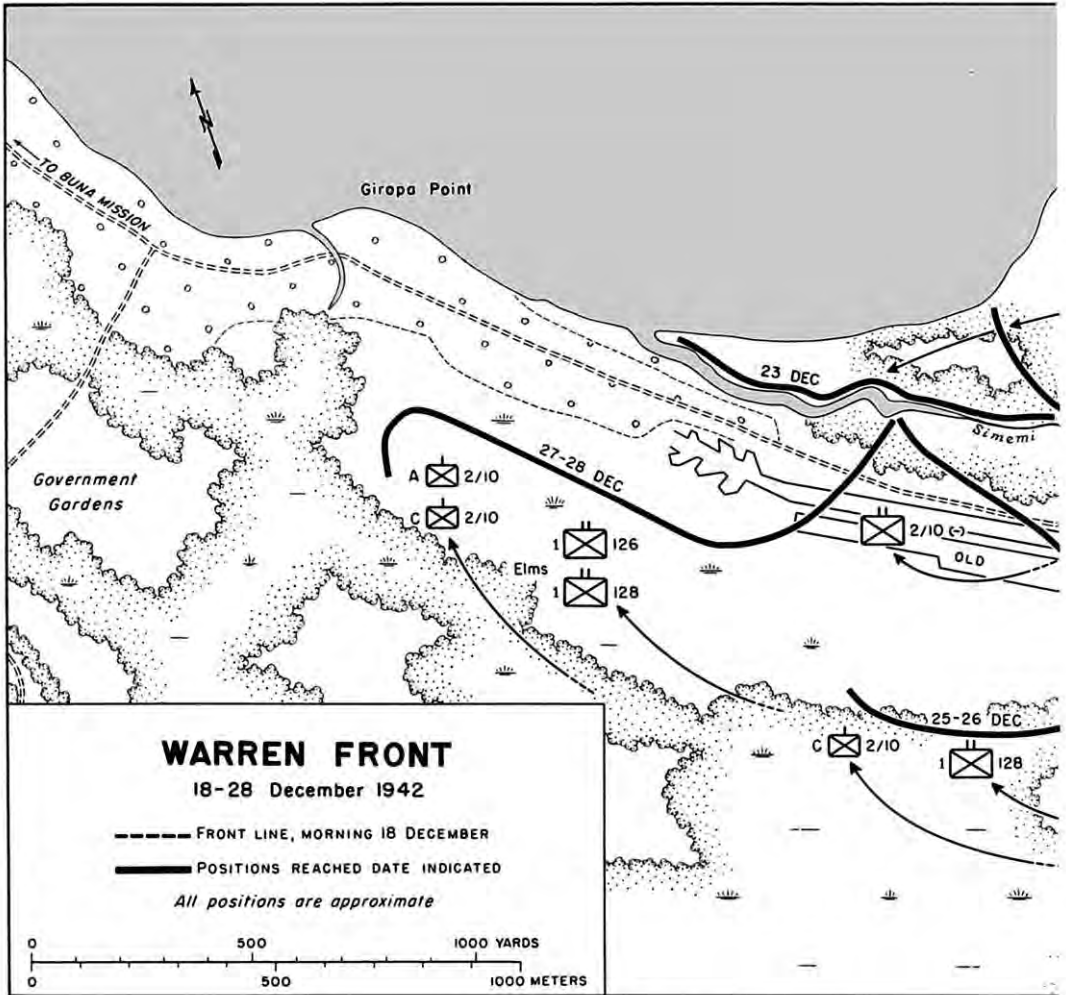 N
Giropa Point
TO BUNA MISSION
23 DEC
Simemi
Government
Gardens
27-28 DEC
A 2/10
C 2/10
1 126
Elms
1 128
2/10 (-)
OLD
25-26 DEC
C 2/10
1 128
WARREN FRONT
18-28 December 1942
FRONT LINE, MORNING 18 DECEMBER
POSITIONS REACHED DATE INDICATED
All positions are approximate
0 500 1000 YARDS
0 500 1000 METERS